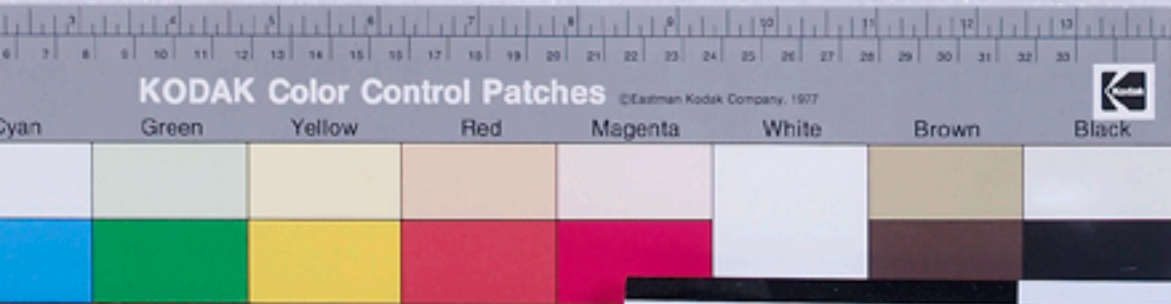 3 4 5 6 7 8 9 10 11 12 13
6 7 8 9 10 11 12 13 14 15 16 17 18 19 20 21 22 23 24 25 26 27 28 29 30 31 32 33
KODAK Color Control Patches ©Eastman Kodak Company, 1977 Kodak
Cyan Green Yellow Red Magenta White Brown Black